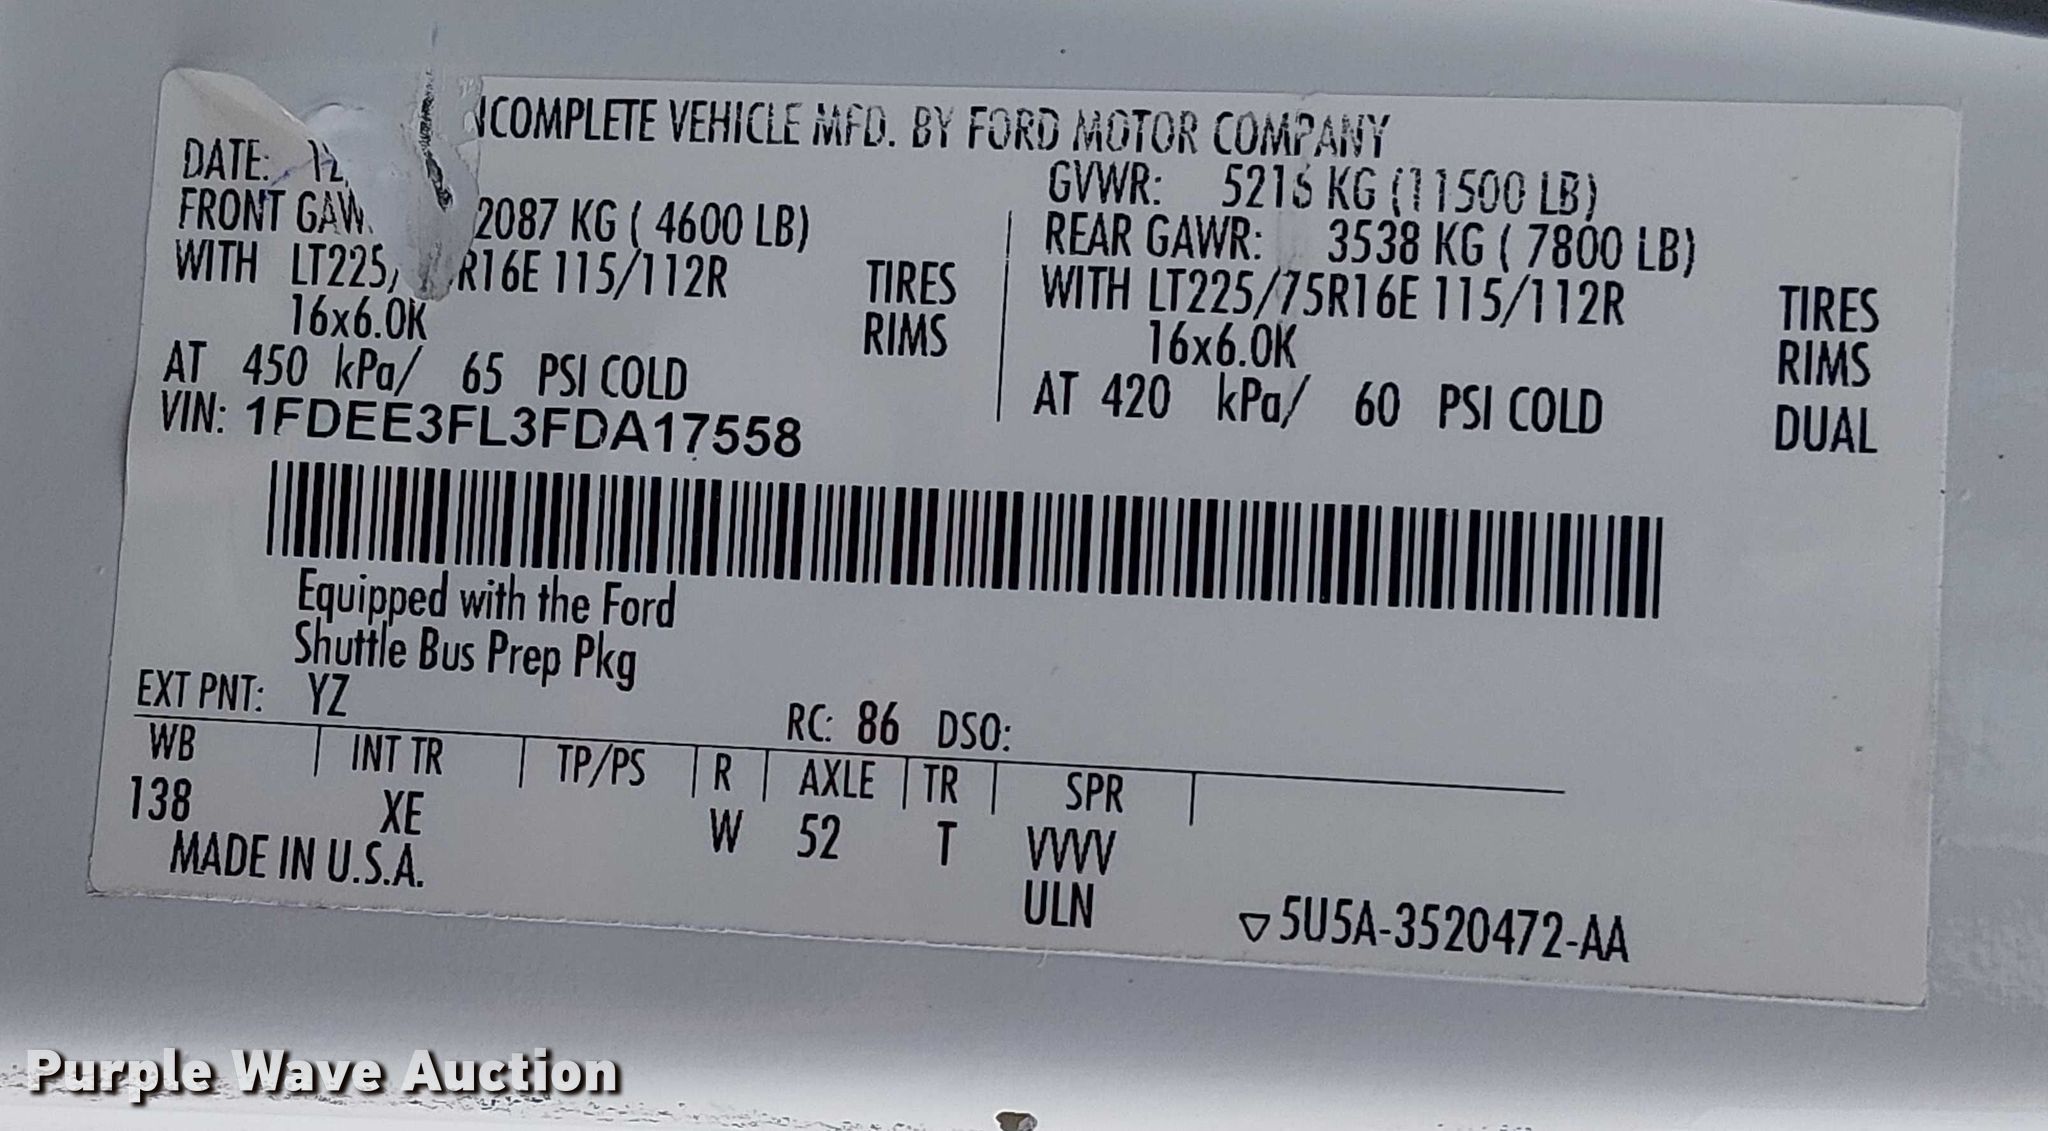 INCOMPLETE VEHICLE MFD. BY FORD MOTOR COMPANY
DATE: GVWR: 5216 KG (11500 LB)
FRONT 2087 KG ( 4600 LB) REAR GAWR: 3538 KG ( 7800 LB)
WITH LT225/ R16E 115/112R TIRES WITH LT225/75R16E 115/112R TIRES
16x6.0K RIMS 16x6.0K RIMS
AT 450 kPa/ 65 PSI COLD AT 420 kPa/ 60 PSI COLD DUAL
VIN: 1FDEE3FL3FDA17558
Equipped with the Ford
Shuttle Bus Prep Pkg
EXT PNT: YZ RC: 86 DSO:
WB INT TR TP/PS R AXLE TR SPR
138 XE W 52 T VVVV
MADE IN U.S.A. ULN
▽5U5A-3520472-AA
Purple Wave Auction